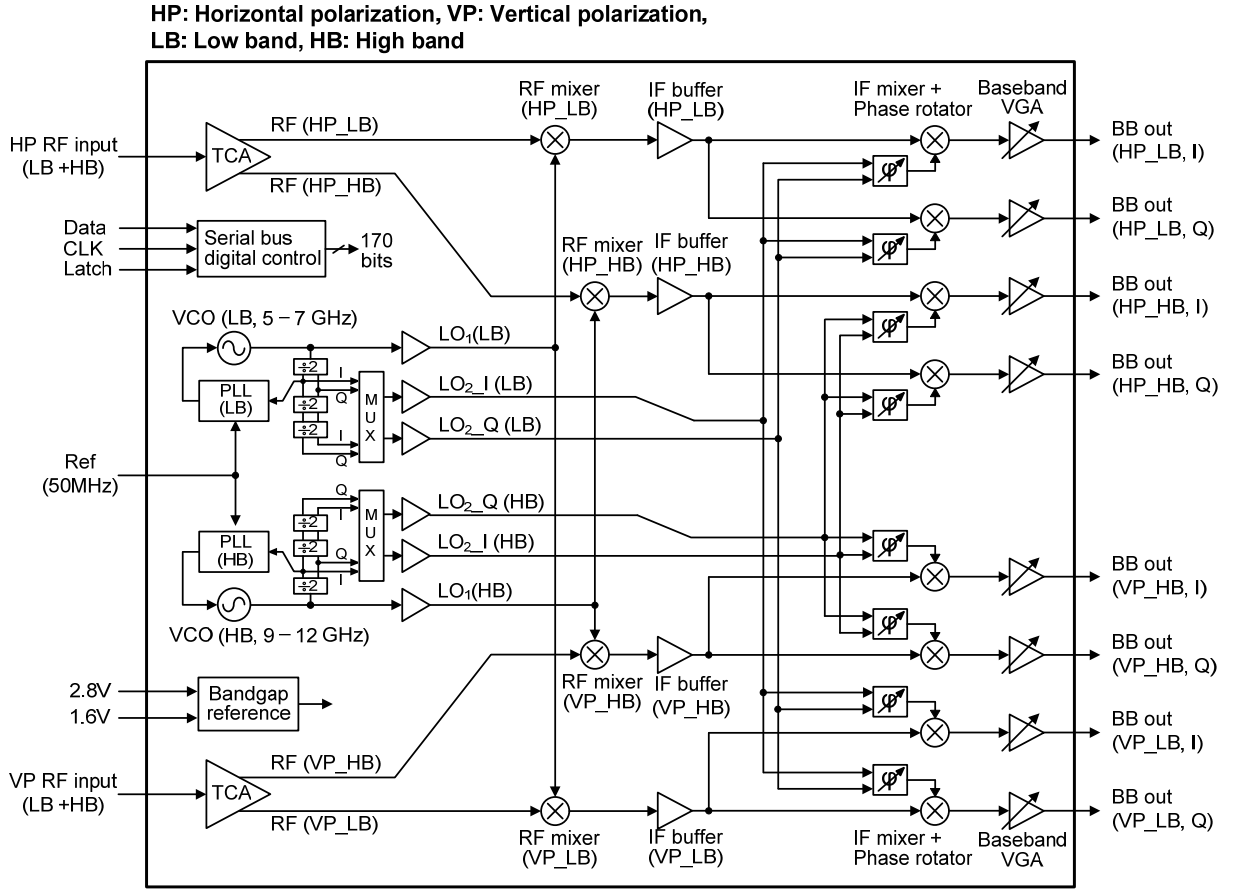 HP: Horizontal polarization, VP: Vertical polarization,
LB: Low band, HB: High band
RF mixer
(HP_LB)
IF buffer
(HP_LB)
IF mixer +
Phase rotator
Baseband
VGA
HP RF input
(LB +HB)
TCA
RF (HP_LB)
RF (HP_HB)
BB out
(HP_LB, I)
φ
BB out
(HP_LB, Q)
φ
Data
CLK
Latch
Serial bus
digital control
170
bits
RF mixer
(HP_HB)
IF buffer
(HP_HB)
BB out
(HP_HB, I)
φ
BB out
(HP_HB, Q)
φ
VCO (LB, 5 – 7 GHz)
LO1(LB)
÷2
÷2
÷2
I
Q
I
Q
PLL
(LB)
M
U
X
LO2_I (LB)
LO2_Q (LB)
Ref
(50MHz)
Q
I
Q
I
÷2
÷2
÷2
M
U
X
PLL
(HB)
LO2_Q (HB)
LO2_I (HB)
LO1(HB)
VCO (HB, 9 – 12 GHz)
φ
BB out
(VP_HB, I)
φ
BB out
(VP_HB, Q)
RF mixer
(VP_HB)
IF buffer
(VP_HB)
2.8V
1.6V
Bandgap
reference
φ
BB out
(VP_LB, I)
VP RF input
(LB +HB)
TCA
RF (VP_HB)
RF (VP_LB)
φ
BB out
(VP_LB, Q)
RF mixer
(VP_LB)
IF buffer
(VP_LB)
IF mixer +
Phase rotator
Baseband
VGA